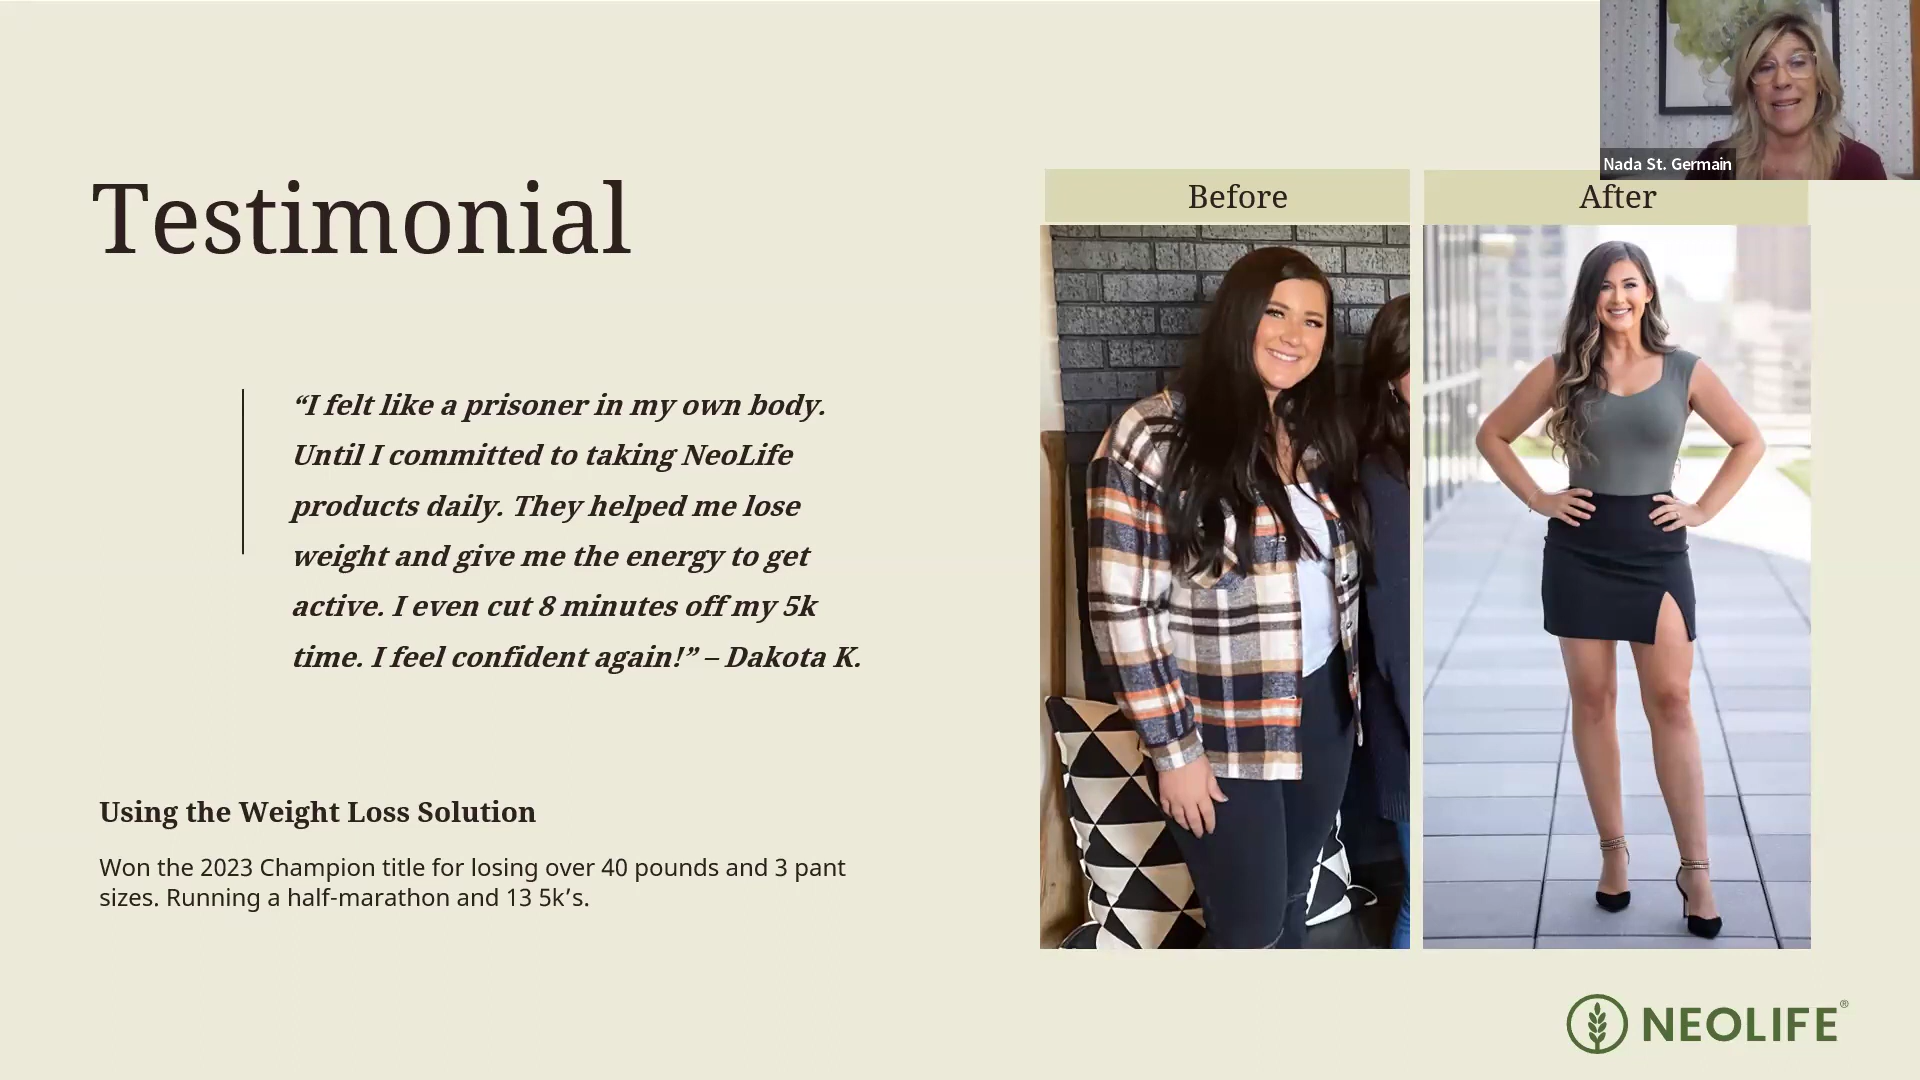 Nada St. Germain
Testimonial
Before
After
“I felt like a prisoner in my own body.
Until I committed to taking NeoLife
products daily. They helped me lose
weight and give me the energy to get
active. I even cut 8 minutes off my 5k
time. I feel confident again!” – Dakota K.
Using the Weight Loss Solution
Won the 2023 Champion title for losing over 40 pounds and 3 pant
sizes. Running a half-marathon and 13 5k’s.
NEOLIFE®